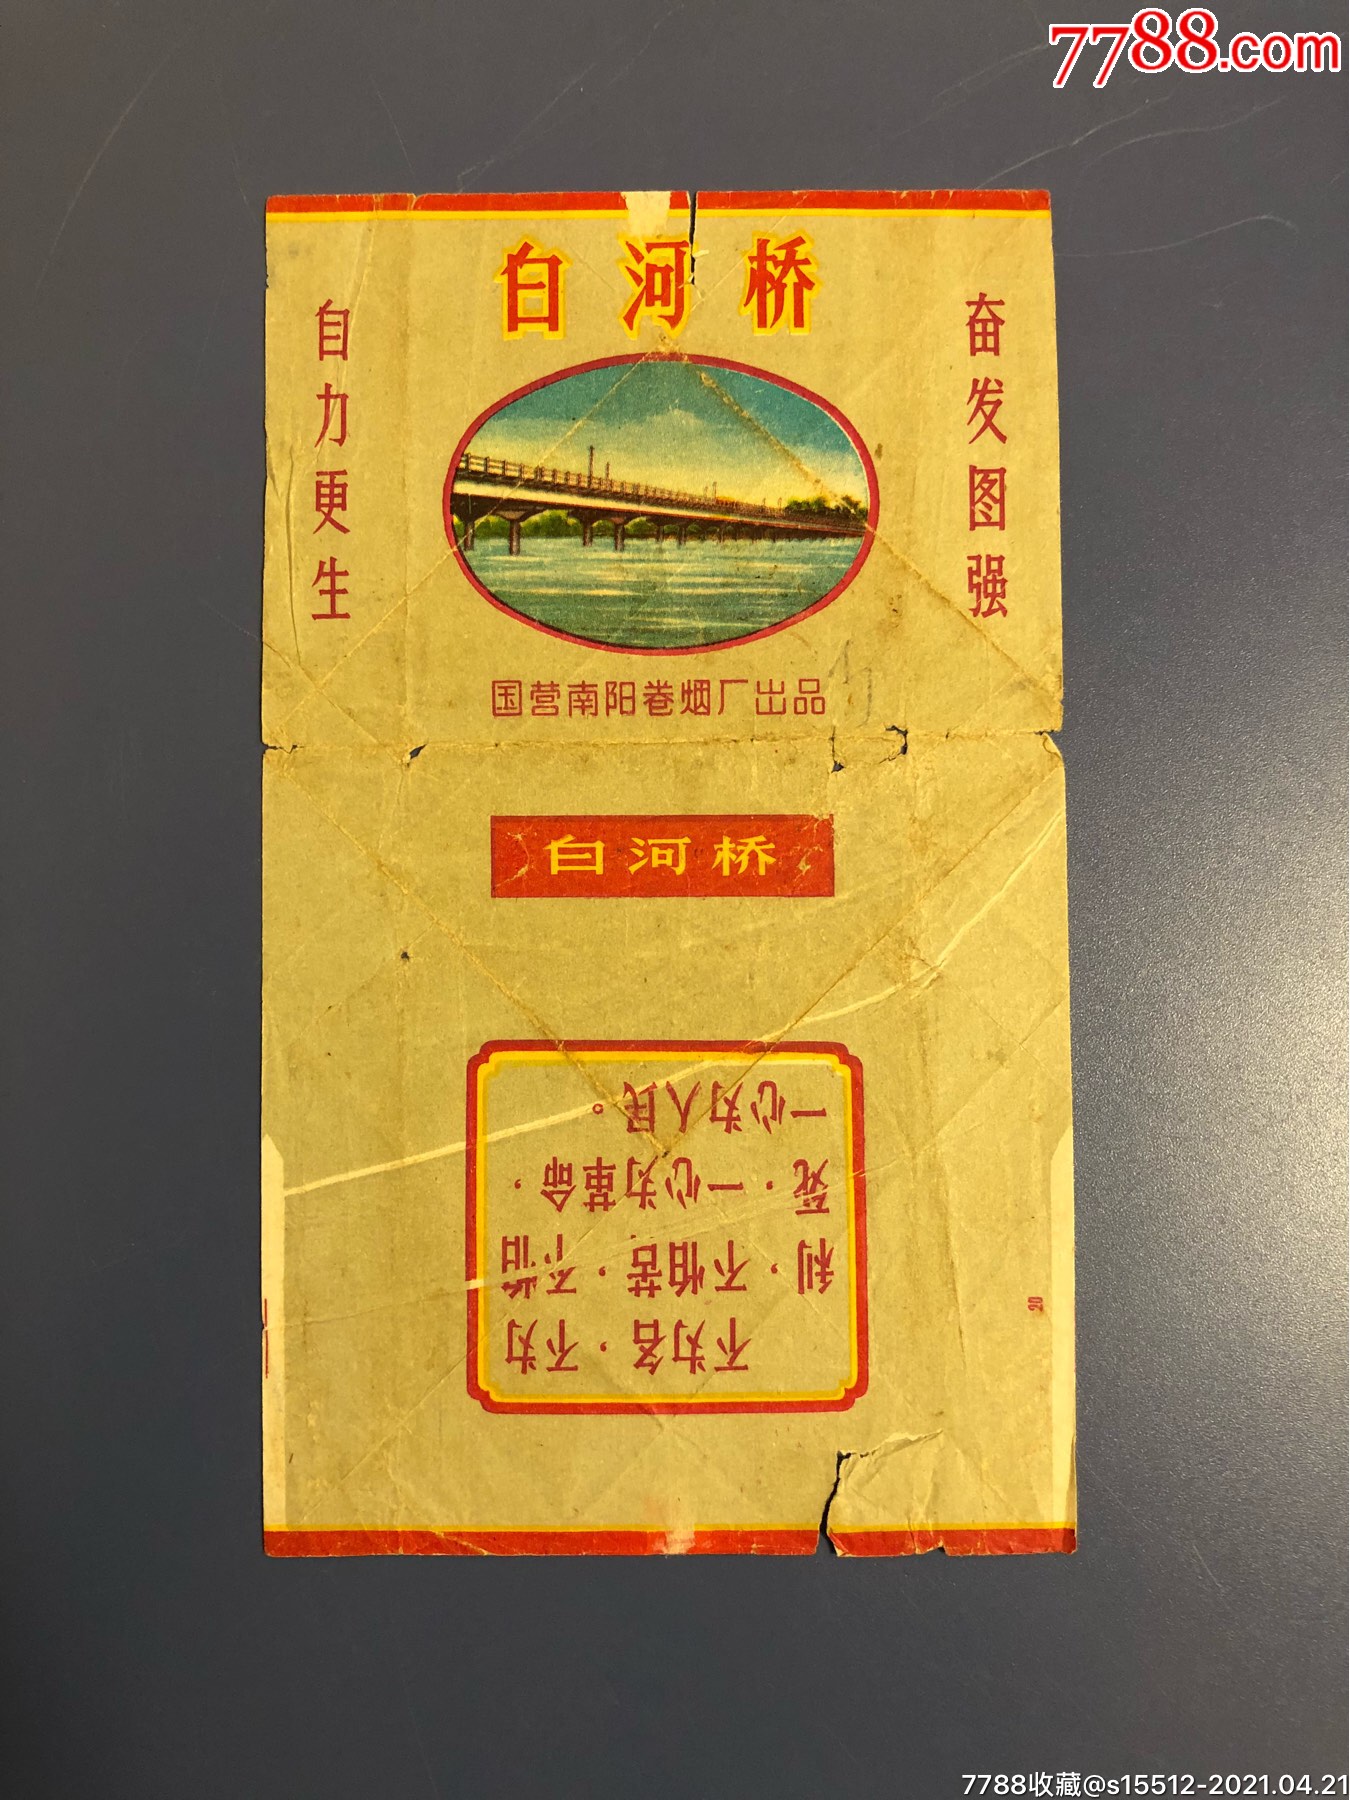 7788.com
白河桥
自力更生
奋发图强
国营南阳卷烟厂出品
白河桥
不为名，不为
利，不怕苦，不怕
死，一心为革命，
一心为人民。
20
7788收藏@s15512-2021.04.21